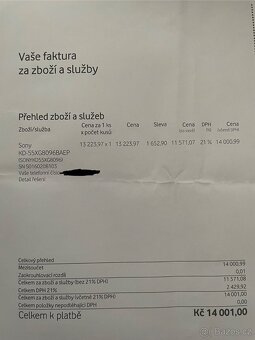 Vaše faktura
za zboží a služby
Přehled zboží a služeb
Zboží/služba Cena za 1 ks x počet kusů Cena Sleva Cena DPH (%) Cena
Sony 13 223,97 x 1 13 223,97 1 652,90 11 571,07 21 % 14 000,99
KD-55XG8096BAEP
(SONYKD55XG8096)
Vaše telefonní číslo:
Detail řešení:
Celkový přehled
Mezisoučet 14 000,99
Zaokrouhlovací rozdíl 0,01
Celkem za zboží a služby (bez 21% DPH) 11 571,08
Celkem DPH 21% 2 429,92
Celkem za zboží a služby (včetně 21% DPH) 14 001,00
Celkem položky nepodléhající DPH 0,00
Celkem k platbě Kč 14 001,00